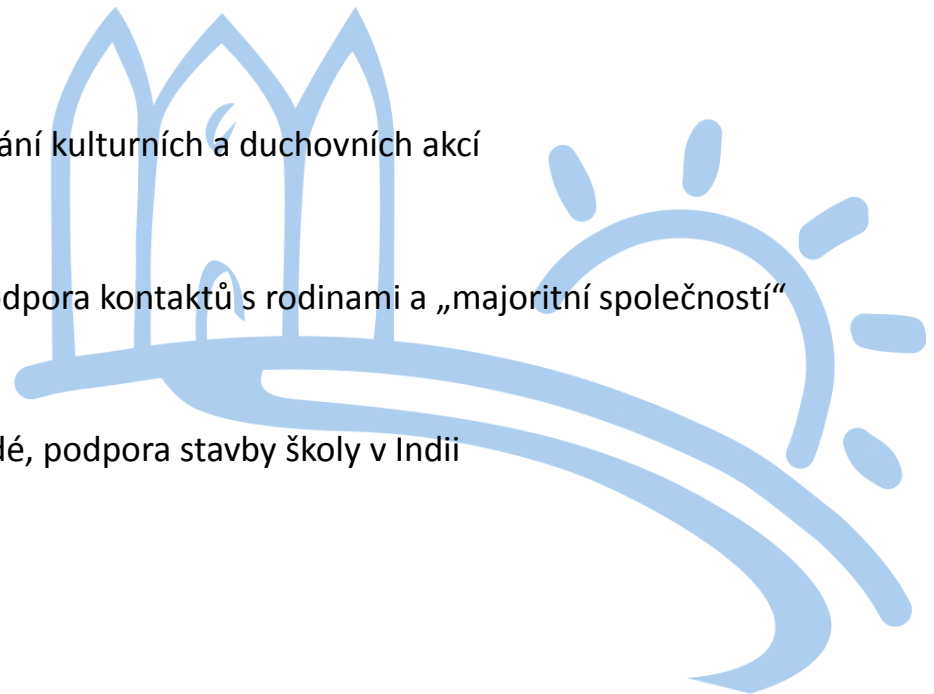 ání kulturních a duchovních akcí
dpora kontaktů s rodinami a „majoritní společností“
dé, podpora stavby školy v Indii